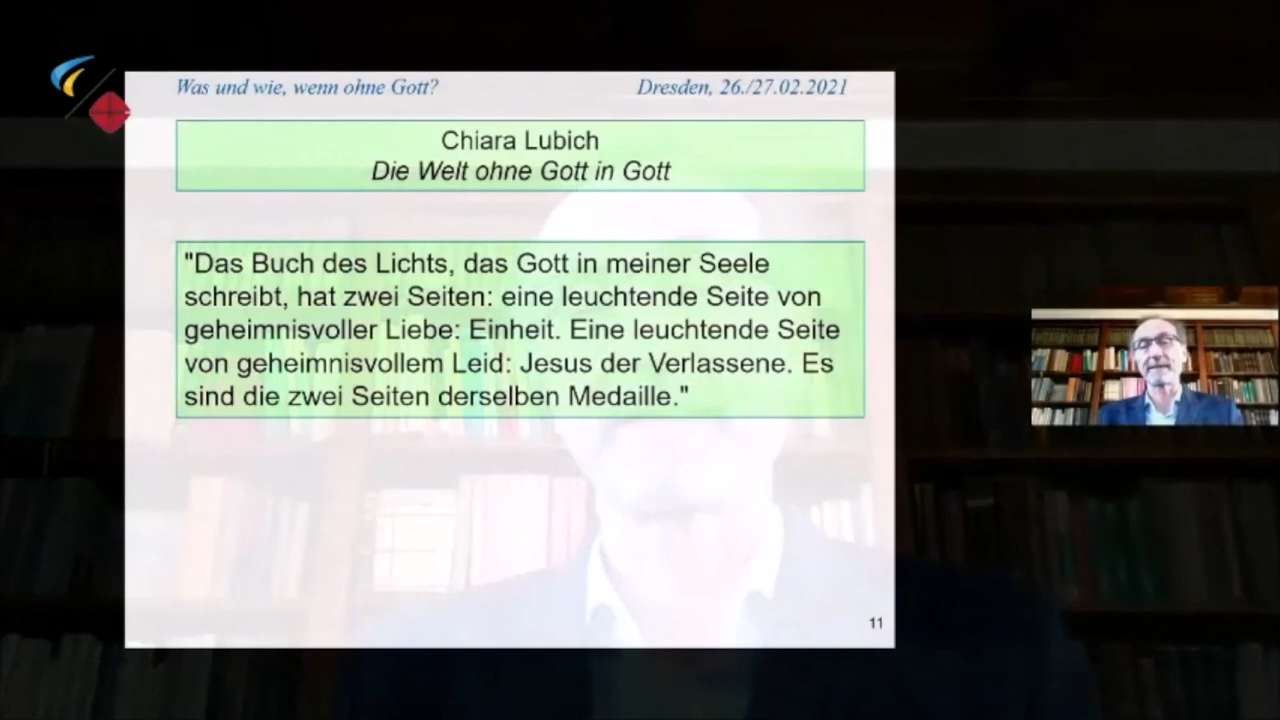 Was und wie, wenn ohne Gott?
Dresden, 26./27.02.2021
Chiara Lubich
Die Welt ohne Gott in Gott
"Das Buch des Lichts, das Gott in meiner Seele
schreibt, hat zwei Seiten: eine leuchtende Seite von
geheimnisvoller Liebe: Einheit. Eine leuchtende Seite
von geheimnisvollem Leid: Jesus der Verlassene. Es
sind die zwei Seiten derselben Medaille."
11